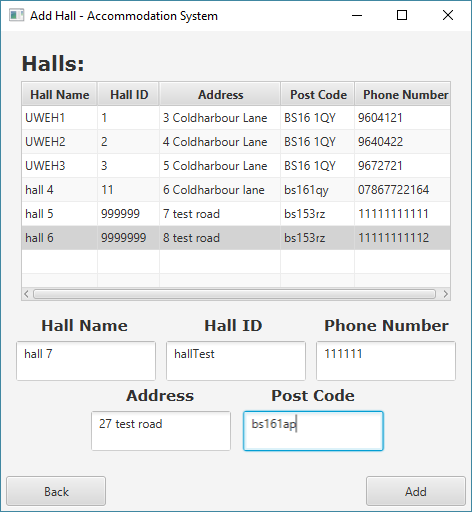 Add Hall - Accommodation System
Halls:
Hall Name Hall ID Address Post Code Phone Number
UWEH1 1 3 Coldharbour Lane BS16 1QY 9604121
UWEH2 2 4 Coldharbour Lane BS16 1QY 9640422
UWEH3 3 5 Coldharbour Lane BS16 1QY 9672721
hall 4 11 6 Coldharbour lane bs161qy 07867722164
hall 5 999999 7 test road bs153rz 11111111111
hall 6 9999999 8 test road bs153rz 11111111112
Hall Name Hall ID Phone Number
hall 7 hallTest 111111
Address Post Code
27 test road bs161ap
Back Add